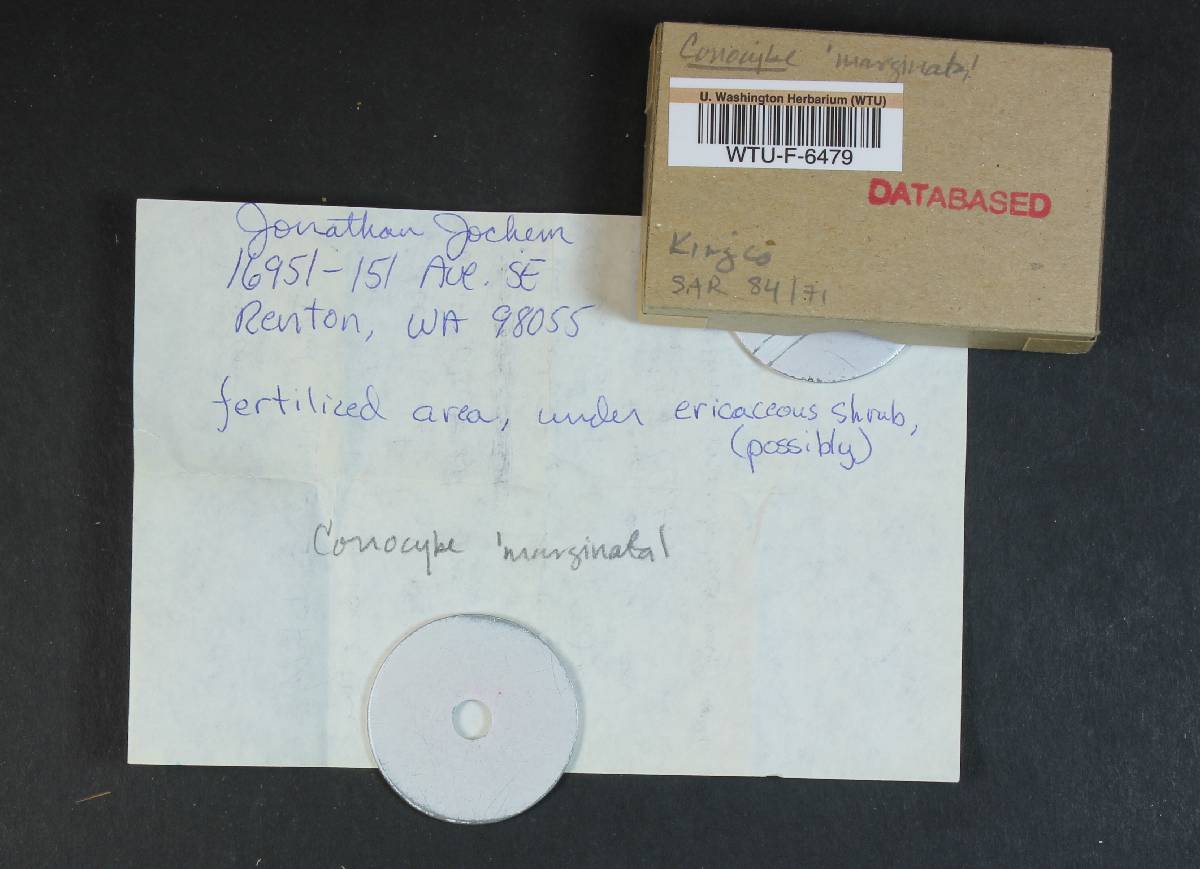 Conocybe 'marginata'
U. Washington Herbarium (WTU)
WTU-F-6479
DATABASED
King Co
SAR 84/71
Jonathan Jochem
16951-151 Ave. SE
Renton, WA 98055
fertilized area, under ericaceous shrub,
(possibly)
Conocybe 'marginata'